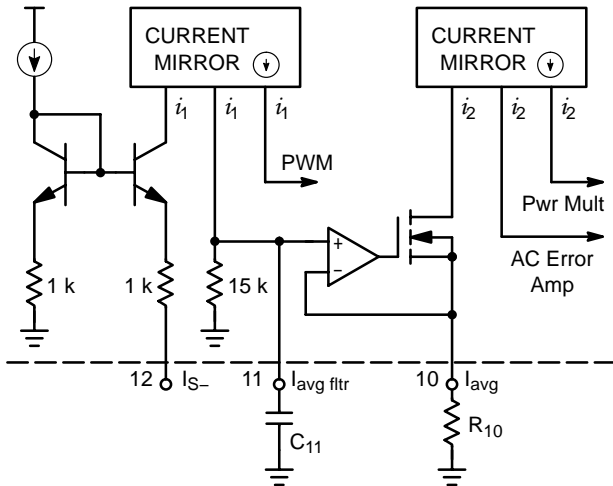 CURRENT
MIRROR
CURRENT
MIRROR
i1
i1
i1
i2
i2
i2
PWM
Pwr Mult
AC Error
Amp
+
−
1 k
1 k
15 k
12
IS−
11
Iavg fltr
10
Iavg
C11
R10